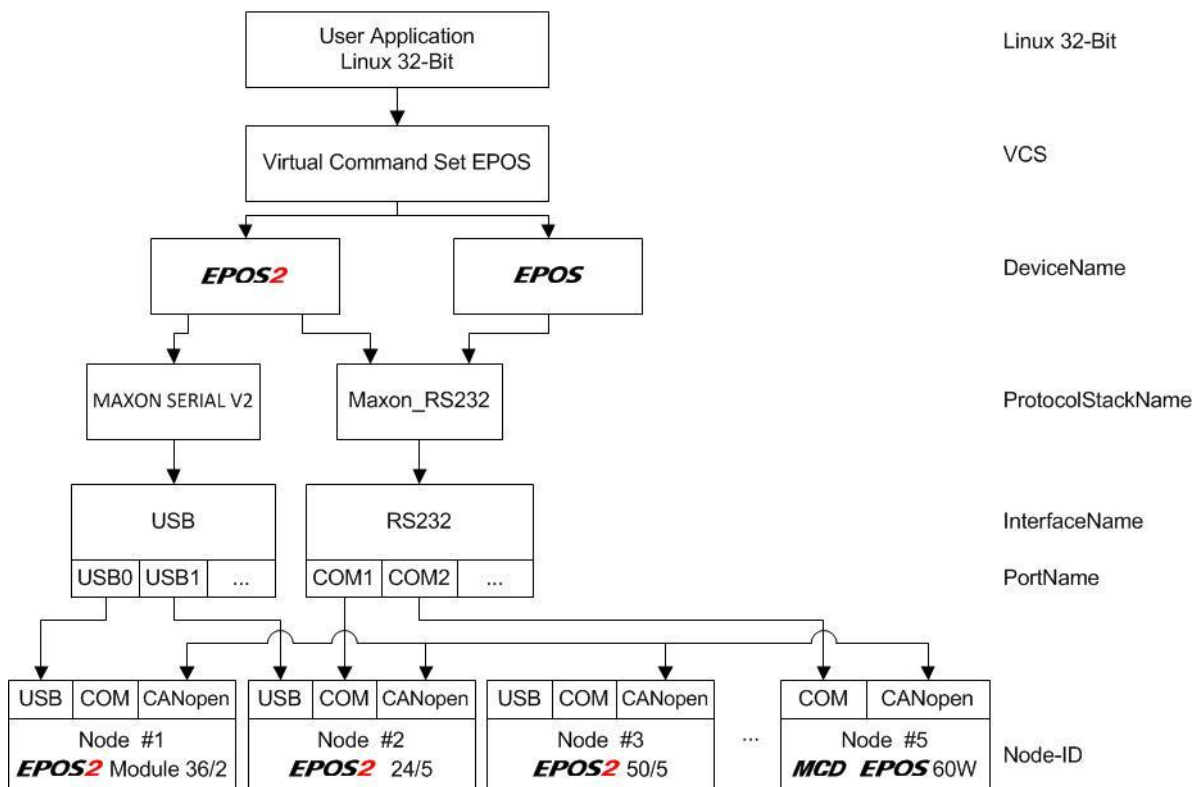 User Application
Linux 32-Bit
Linux 32-Bit
Virtual Command Set EPOS
VCS
EPOS2
EPOS
DeviceName
MAXON SERIAL V2
Maxon_RS232
ProtocolStackName
USB
RS232
InterfaceName
USB0 USB1 ...
COM1 COM2 ...
PortName
USB COM CANopen
USB COM CANopen
USB COM CANopen
COM CANopen
Node #1
EPOS2 Module 36/2
Node #2
EPOS2 24/5
Node #3
EPOS2 50/5
...
Node #5
MCD EPOS 60W
Node-ID